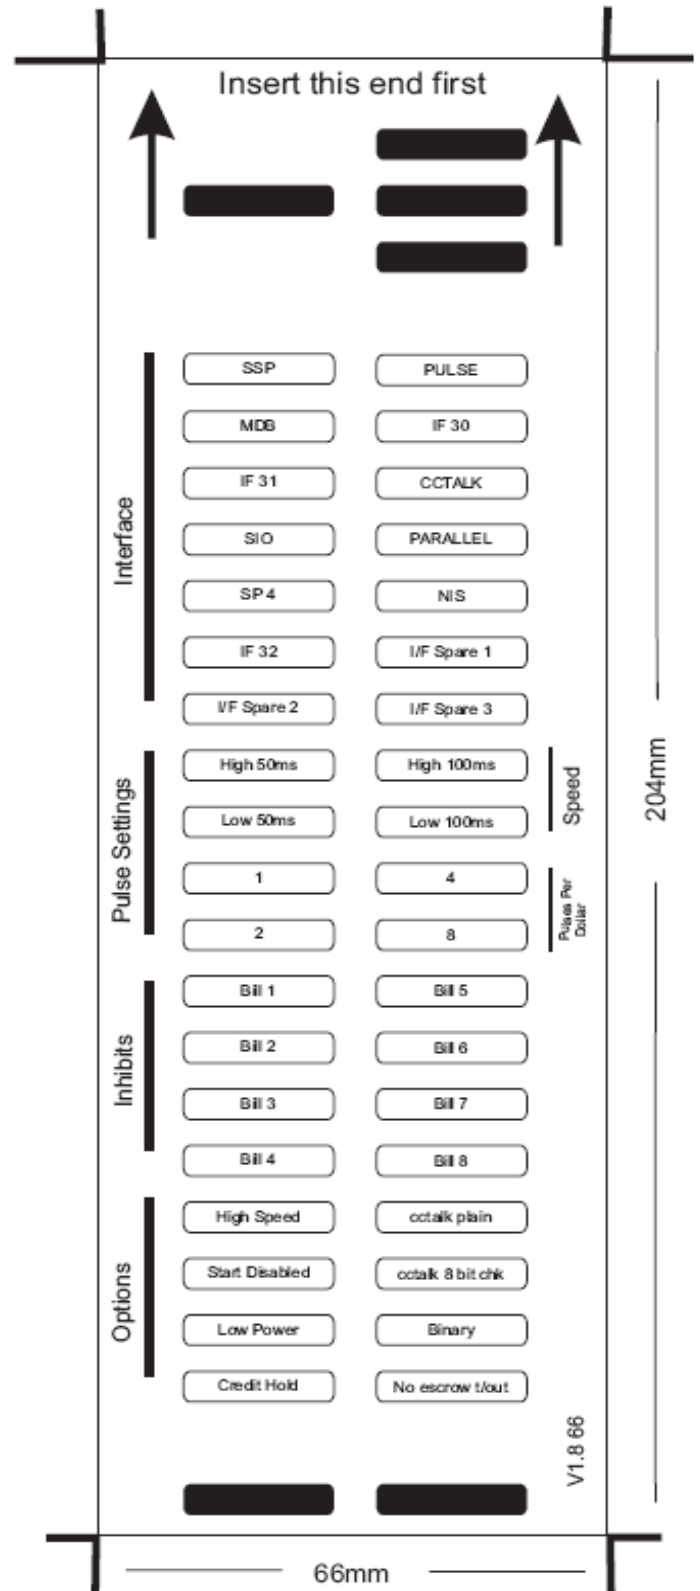 Insert this end first
Interface
SSP PULSE
MDB IF 30
IF 31 CCTALK
SIO PARALLEL
SP 4 NIS
IF 32 I/F Spare 1
I/F Spare 2 I/F Spare 3
Pulse Settings
High 50ms High 100ms
Low 50ms Low 100ms
Speed
1 4
2 8
Pulses Per
Dollar
Inhibits
Bill 1 Bill 5
Bill 2 Bill 6
Bill 3 Bill 7
Bill 4 Bill 8
Options
High Speed cctalk plain
Start Disabled cctalk 8 bit chk
Low Power Binary
Credit Hold No escrow t/out
V1.8 66
204mm
66mm